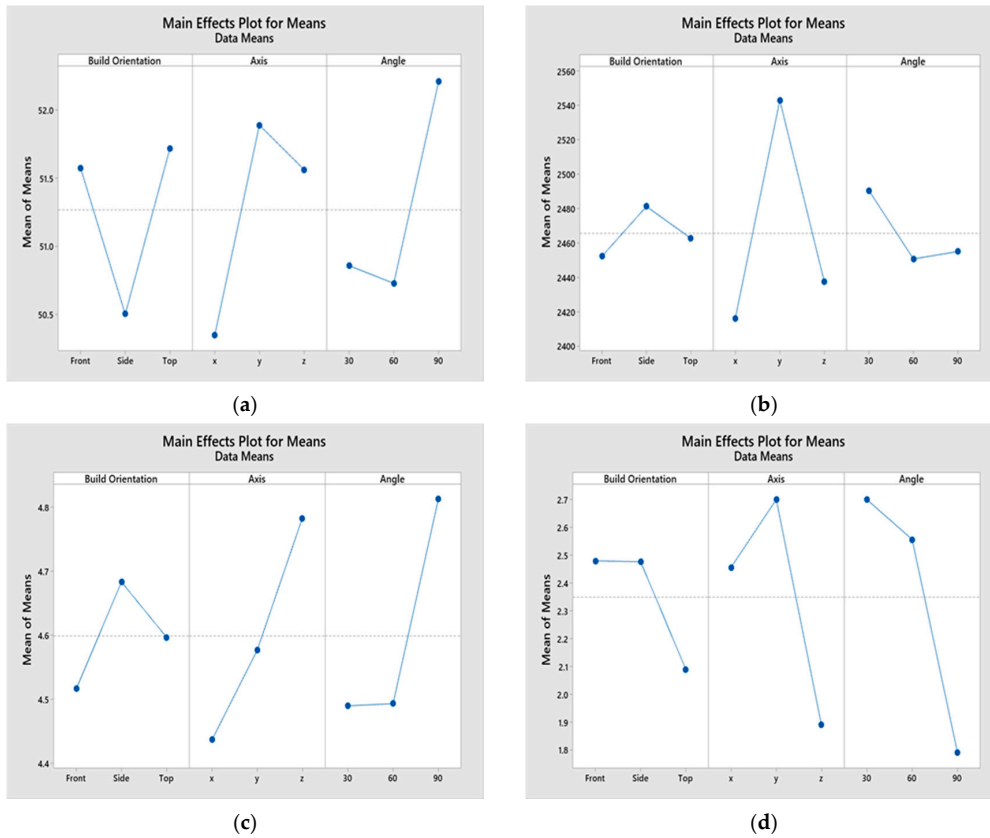 Main Effects Plot for Means
Data Means
Build Orientation Axis Angle
52.0
51.5
51.0
50.5
Mean of Means
Front Side Top x y z 30 60 90
(a)
Main Effects Plot for Means
Data Means
Build Orientation Axis Angle
2560
2540
2520
2500
2480
2460
2440
2420
2400
Mean of Means
Front Side Top x y z 30 60 90
(b)
Main Effects Plot for Means
Data Means
Build Orientation Axis Angle
4.8
4.7
4.6
4.5
4.4
Mean of Means
Front Side Top x y z 30 60 90
(c)
Main Effects Plot for Means
Data Means
Build Orientation Axis Angle
2.7
2.6
2.5
2.4
2.3
2.2
2.1
2.0
1.9
1.8
Mean of Means
Front Side Top x y z 30 60 90
(d)